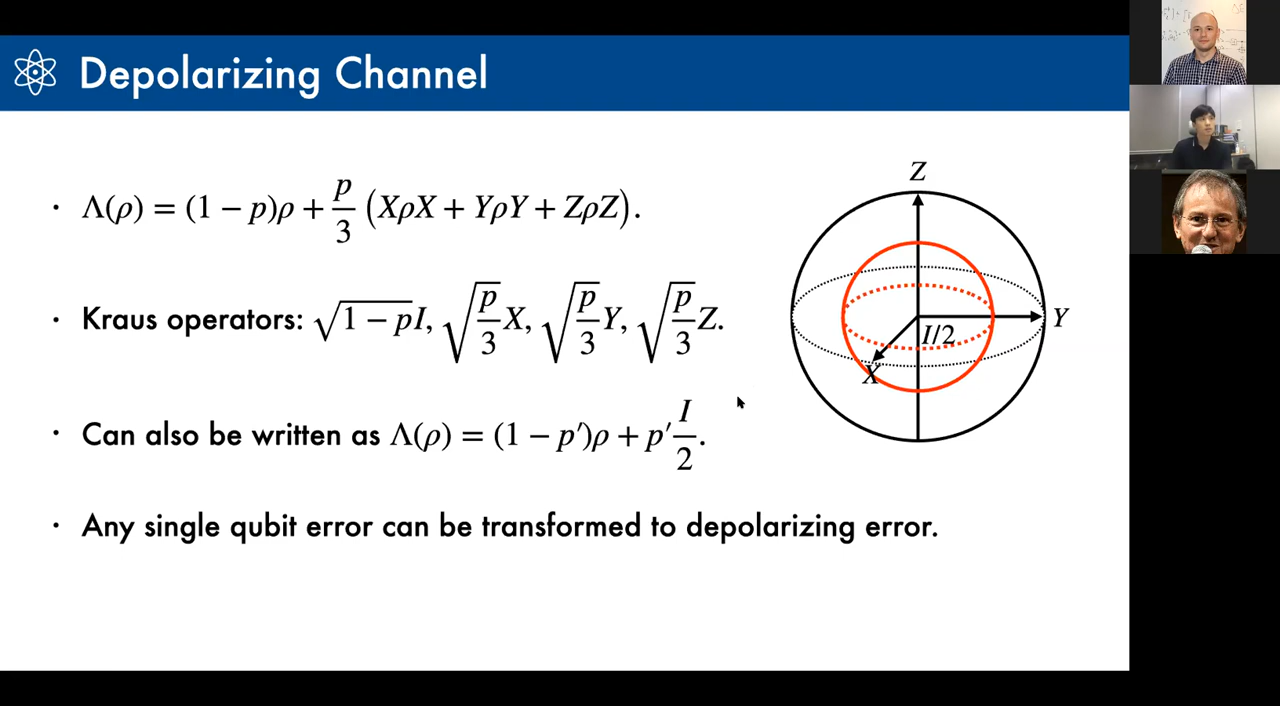 Depolarizing Channel
· Λ(ρ) = (1 − p)ρ + p/3 (XρX + YρY + ZρZ).
· Kraus operators: √(1 − p)I, √(p/3)X, √(p/3)Y, √(p/3)Z.
· Can also be written as Λ(ρ) = (1 − p′)ρ + p′ I/2.
· Any single qubit error can be transformed to depolarizing error.
Z
Y
I/2
X